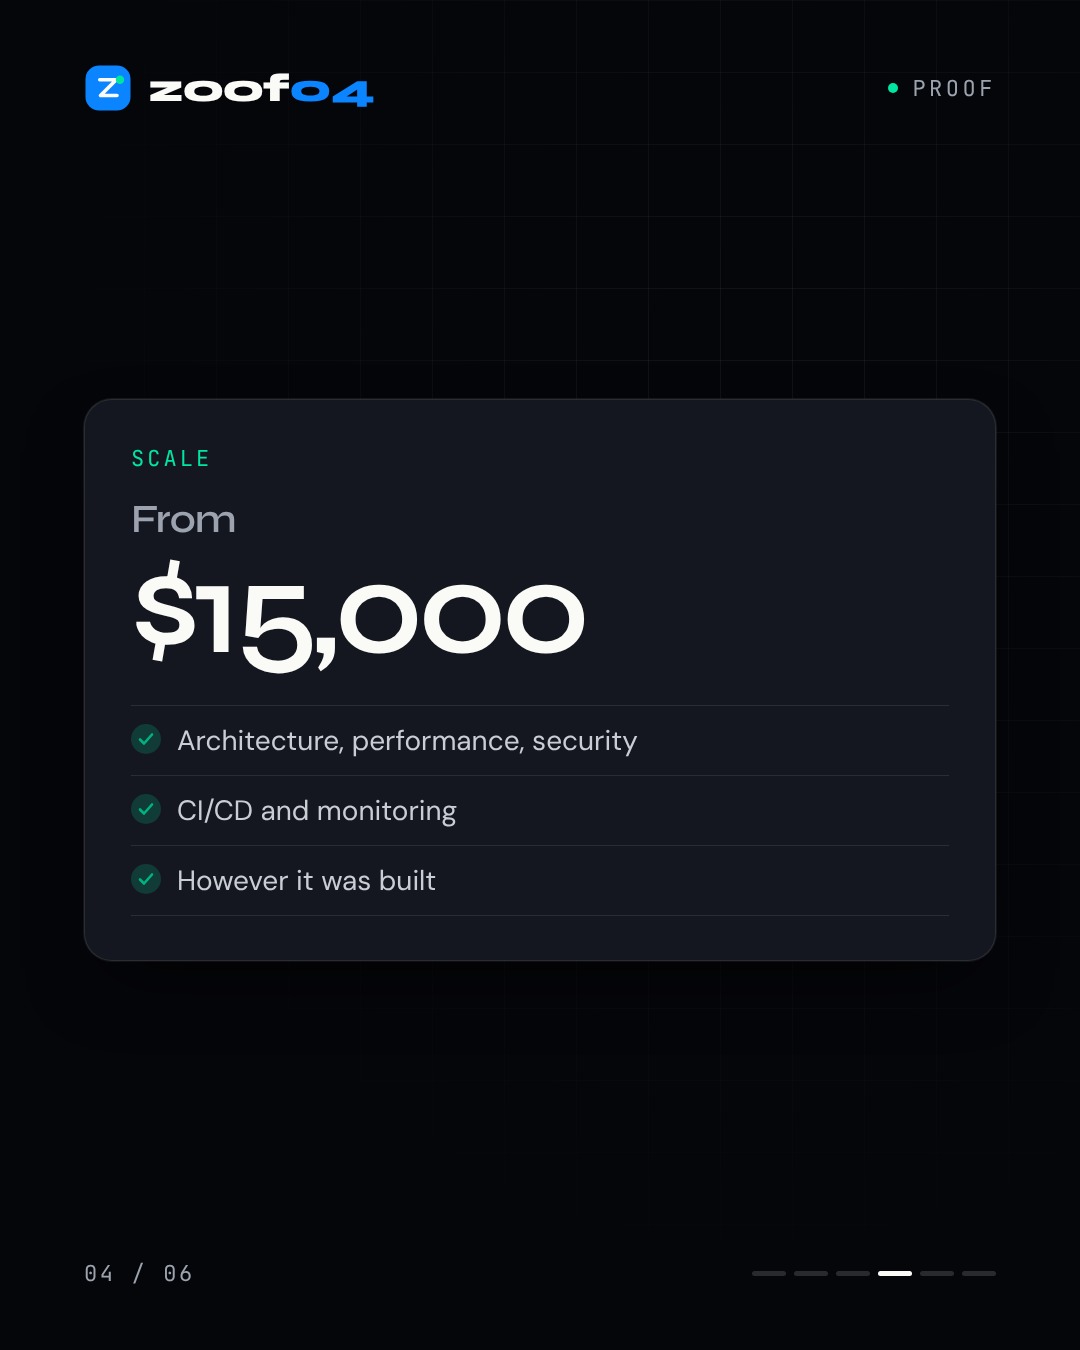 zoof04
PROOF
SCALE
From
$15,000
Architecture, performance, security
CI/CD and monitoring
However it was built
04 / 06